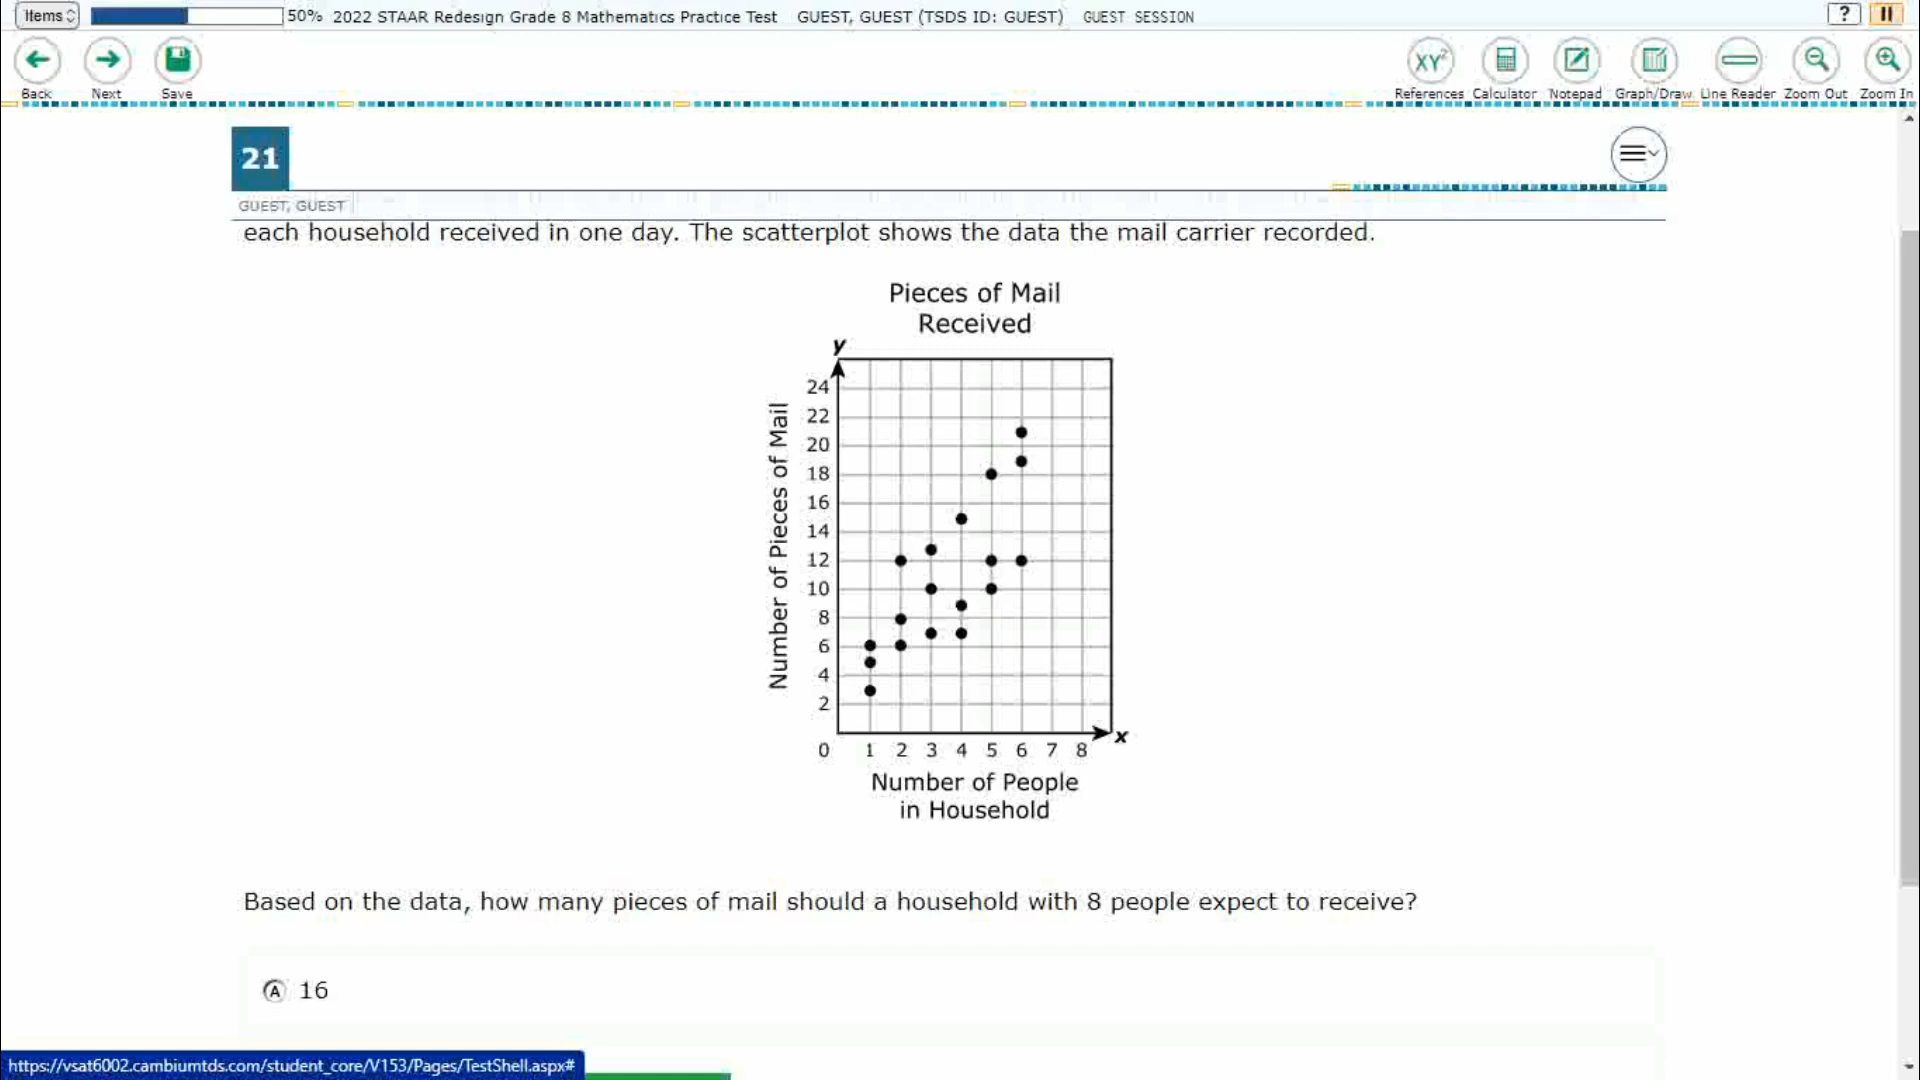 Items 50% 2022 STAAR Redesign Grade 8 Mathematics Practice Test GUEST, GUEST (TSDS ID: GUEST) GUEST SESSION ?
Back Next Save
XY² References Calculator Notepad Graph/Draw Line Reader Zoom Out Zoom In
21
GUEST, GUEST
each household received in one day. The scatterplot shows the data the mail carrier recorded.
Pieces of Mail
Received
y
Number of Pieces of Mail
24
22
20
18
16
14
12
10
8
6
4
2
x
0 1 2 3 4 5 6 7 8
Number of People
in Household
Based on the data, how many pieces of mail should a household with 8 people expect to receive?
A 16
https://vsat6002.cambiumtds.com/student_core/V153/Pages/TestShell.aspx#